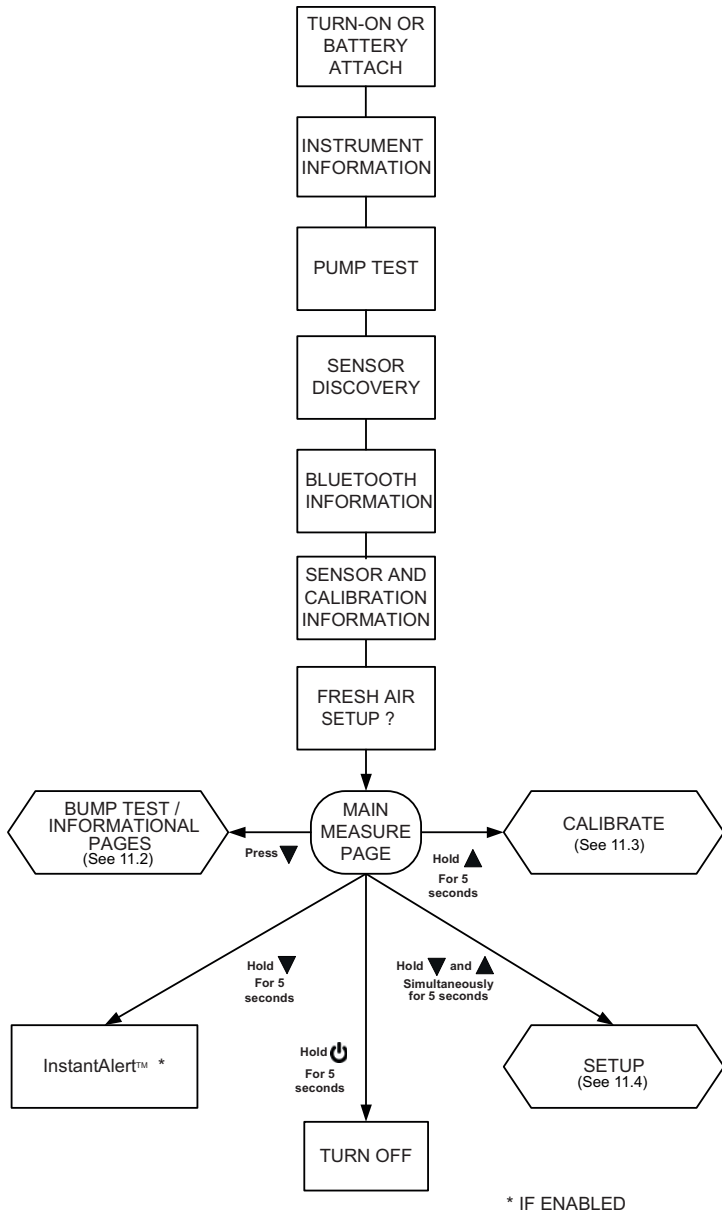 TURN-ON OR
BATTERY
ATTACH
INSTRUMENT
INFORMATION
PUMP TEST
SENSOR
DISCOVERY
BLUETOOTH
INFORMATION
SENSOR AND
CALIBRATION
INFORMATION
FRESH AIR
SETUP ?
BUMP TEST /
INFORMATIONAL
PAGES
(See 11.2)
Press ▼
MAIN
MEASURE
PAGE
Hold ▲
For 5
seconds
CALIBRATE
(See 11.3)
Hold ▼
For 5
seconds
InstantAlert™ *
Hold ⏻
For 5
seconds
TURN OFF
Hold ▼ and ▲
Simultaneously
for 5 seconds
SETUP
(See 11.4)
* IF ENABLED